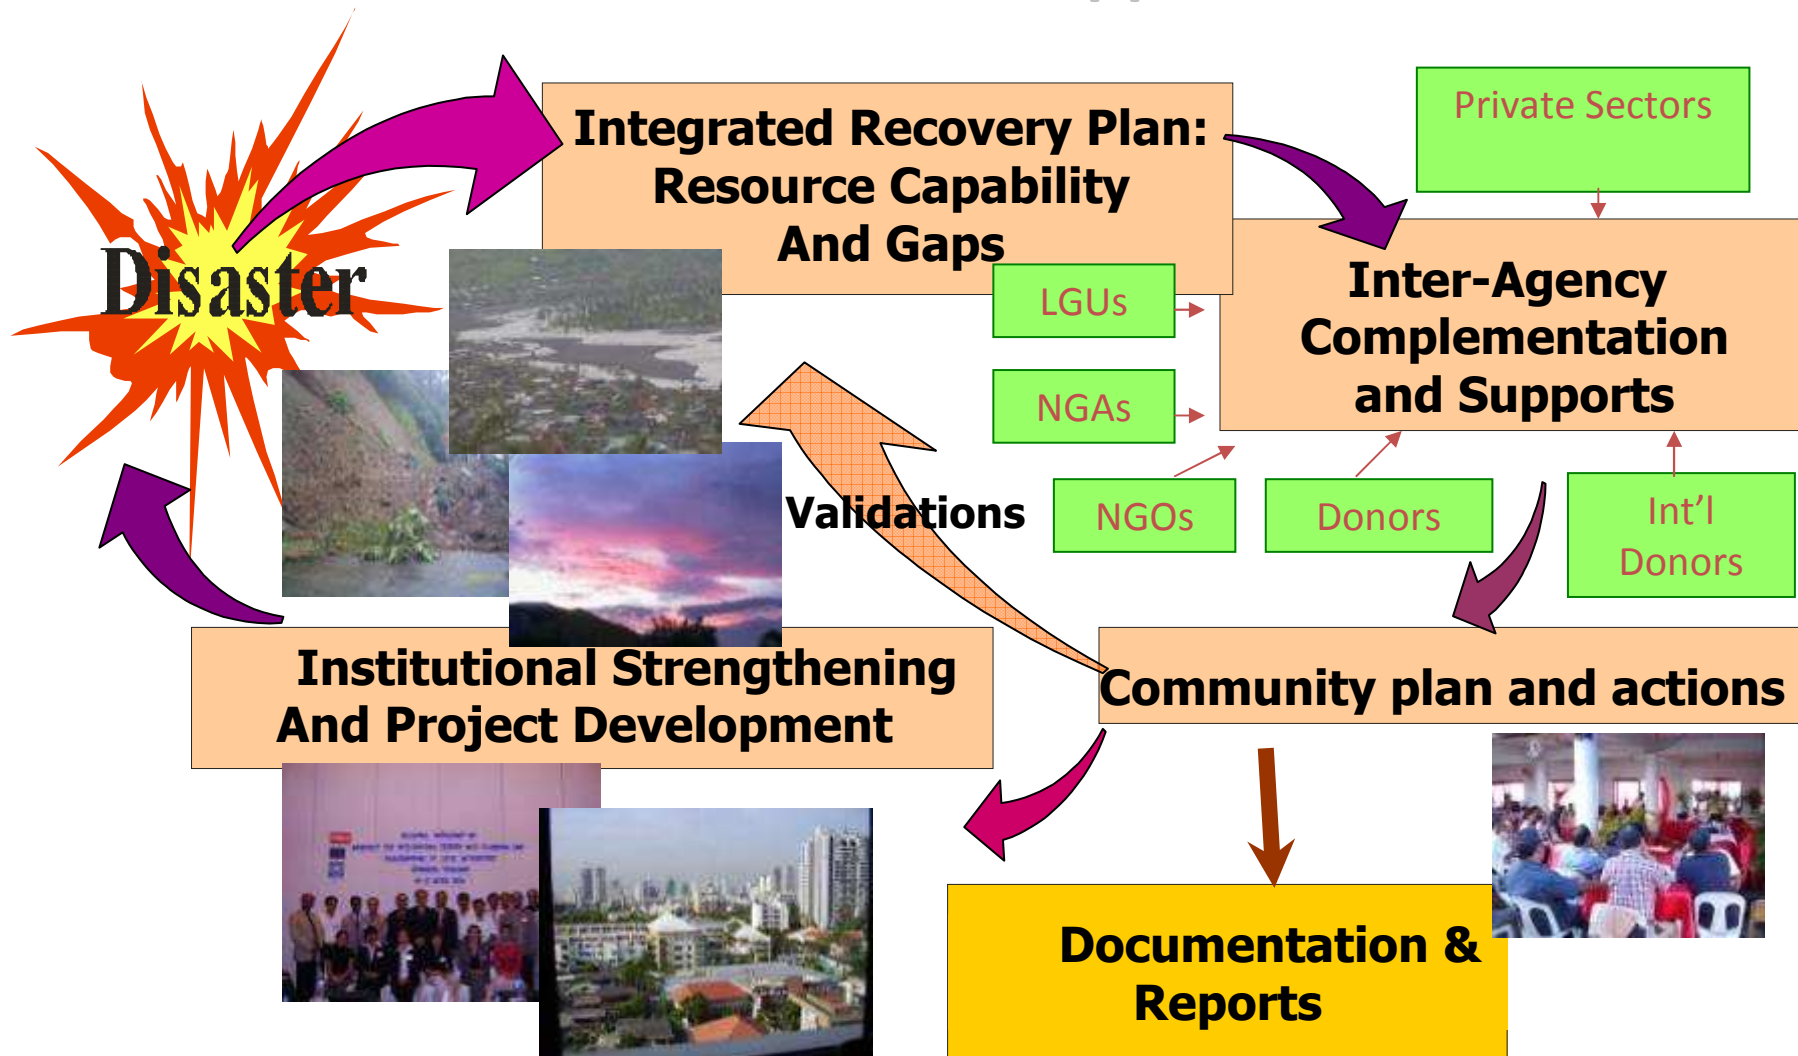 Disaster
Integrated Recovery Plan:
Resource Capability
And Gaps
Private Sectors
Inter-Agency
Complementation
and Supports
LGUs
NGAs
NGOs
Donors
Int'l
Donors
Validations
Community plan and actions
Institutional Strengthening
And Project Development
Documentation &
Reports